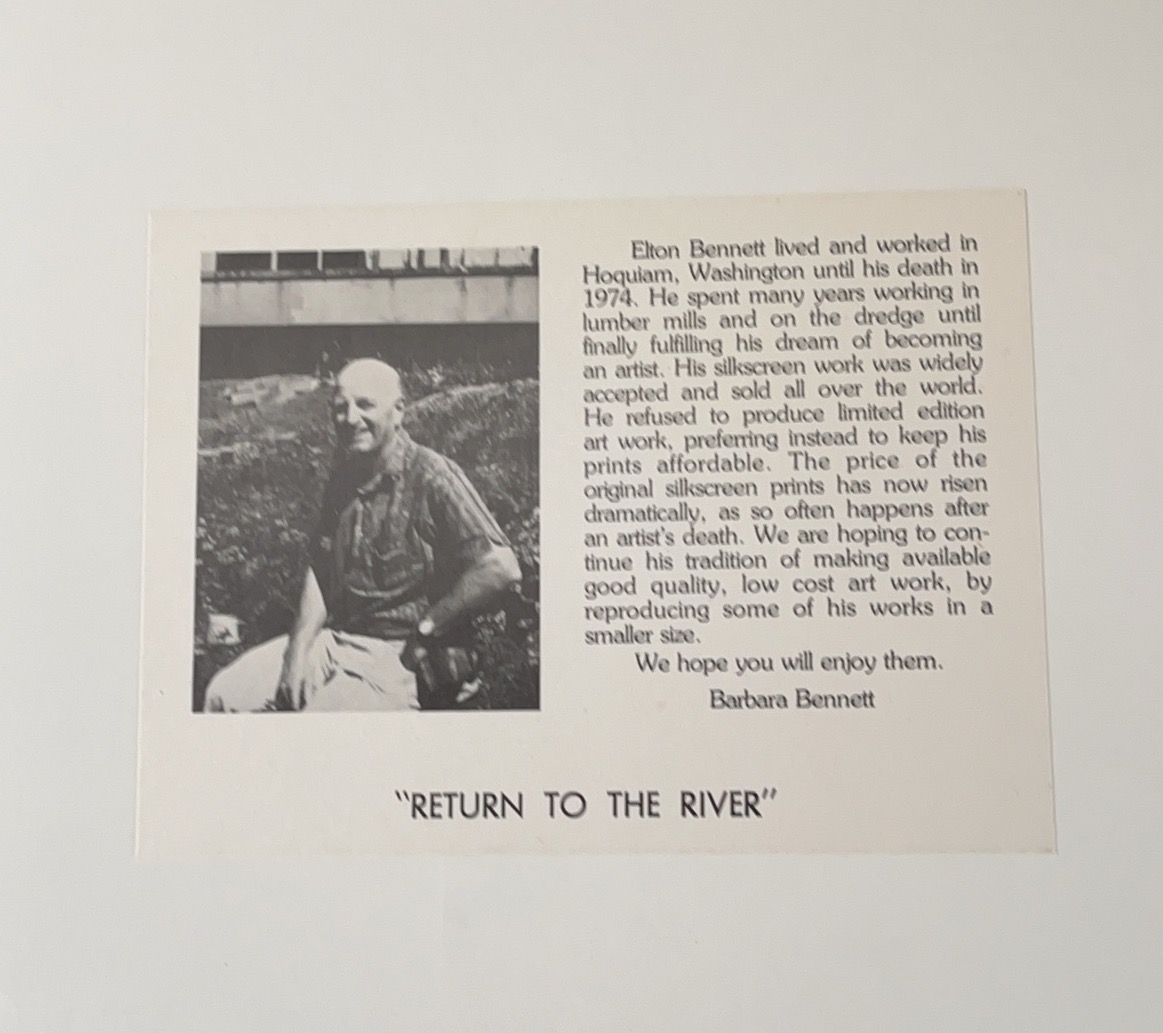 Elton Bennett lived and worked in
Hoquiam, Washington until his death in
1974. He spent many years working in
lumber mills and on the dredge until
finally fulfilling his dream of becoming
an artist. His silkscreen work was widely
accepted and sold all over the world.
He refused to produce limited edition
art work, preferring instead to keep his
prints affordable. The price of the
original silkscreen prints has now risen
dramatically, as so often happens after
an artist's death. We are hoping to con-
tinue his tradition of making available
good quality, low cost art work, by
reproducing some of his works in a
smaller size.
We hope you will enjoy them.
Barbara Bennett
"RETURN TO THE RIVER"